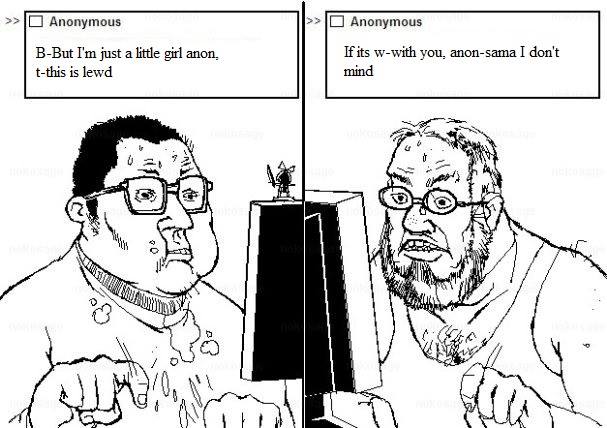 >> Anonymous
B-But I'm just a little girl anon,
t-this is lewd
>> Anonymous
If its w-with you, anon-sama I don't
mind